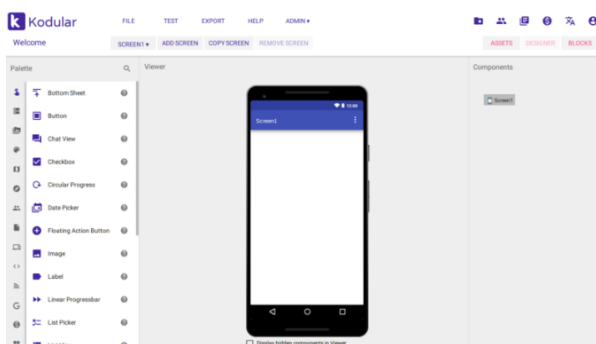 k Kodular FILE TEST EXPORT HELP ADMIN ▾
Welcome SCREEN1 ▾ ADD SCREEN COPY SCREEN REMOVE SCREEN ASSETS DESIGNER BLOCKS
Palette Viewer Components
Bottom Sheet
Button
Chat View
Checkbox
Circular Progress
Date Picker
Floating Action Button
Image
Label
Linear Progressbar
List Picker
Screen1
Screen1
Display hidden components in Viewer